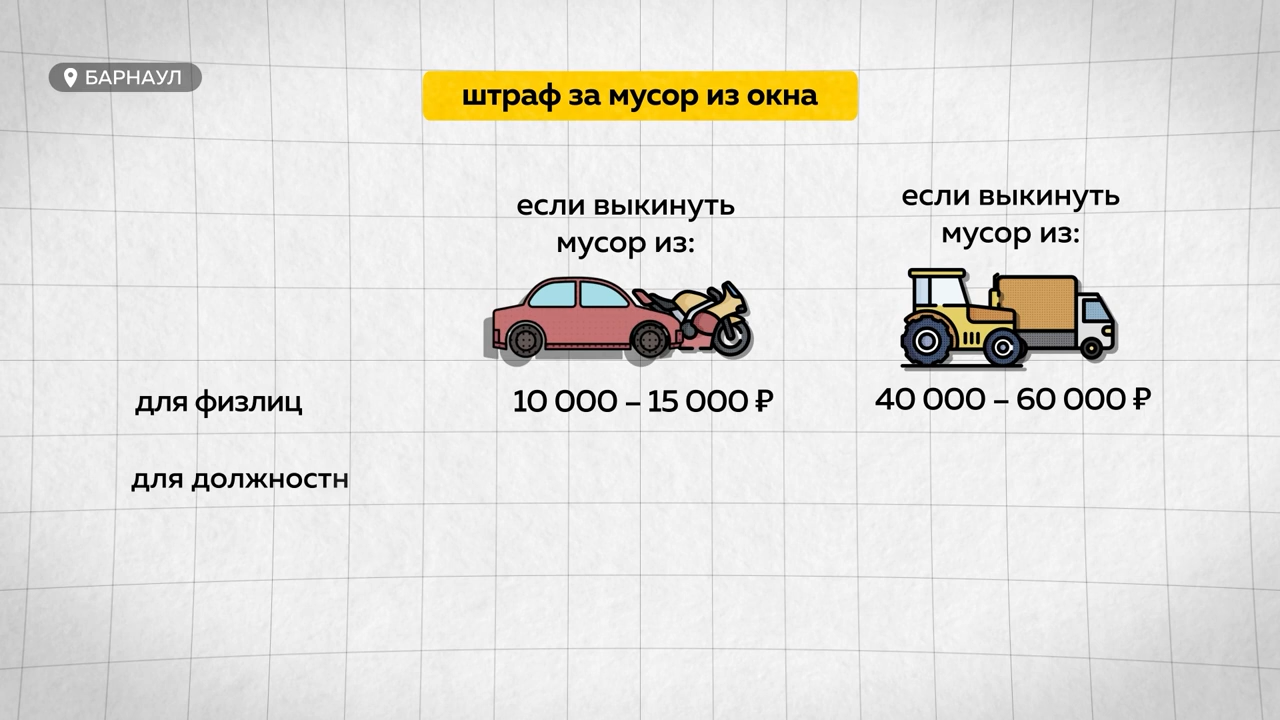 БАРНАУЛ
штраф за мусор из окна
если выкинуть
мусор из:
если выкинуть
мусор из:
для физлиц
10 000 – 15 000 ₽
40 000 – 60 000 ₽
для должностн